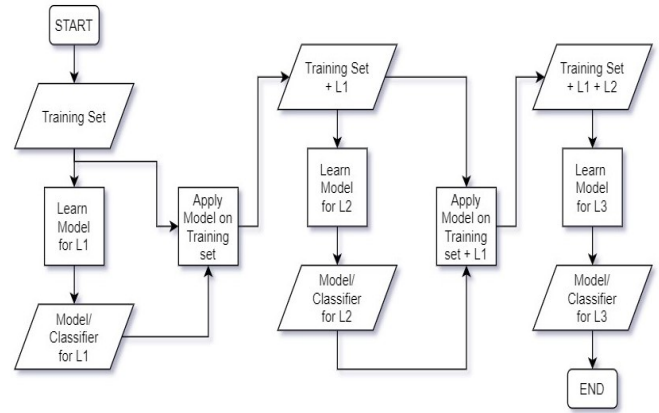 START
Training Set
Learn
Model
for L1
Model/
Classifier
for L1
Apply
Model on
Training
set
Training Set
+ L1
Learn
Model
for L2
Model/
Classifier
for L2
Apply
Model on
Training
set + L1
Training Set
+ L1 + L2
Learn
Model
for L3
Model/
Classifier
for L3
END